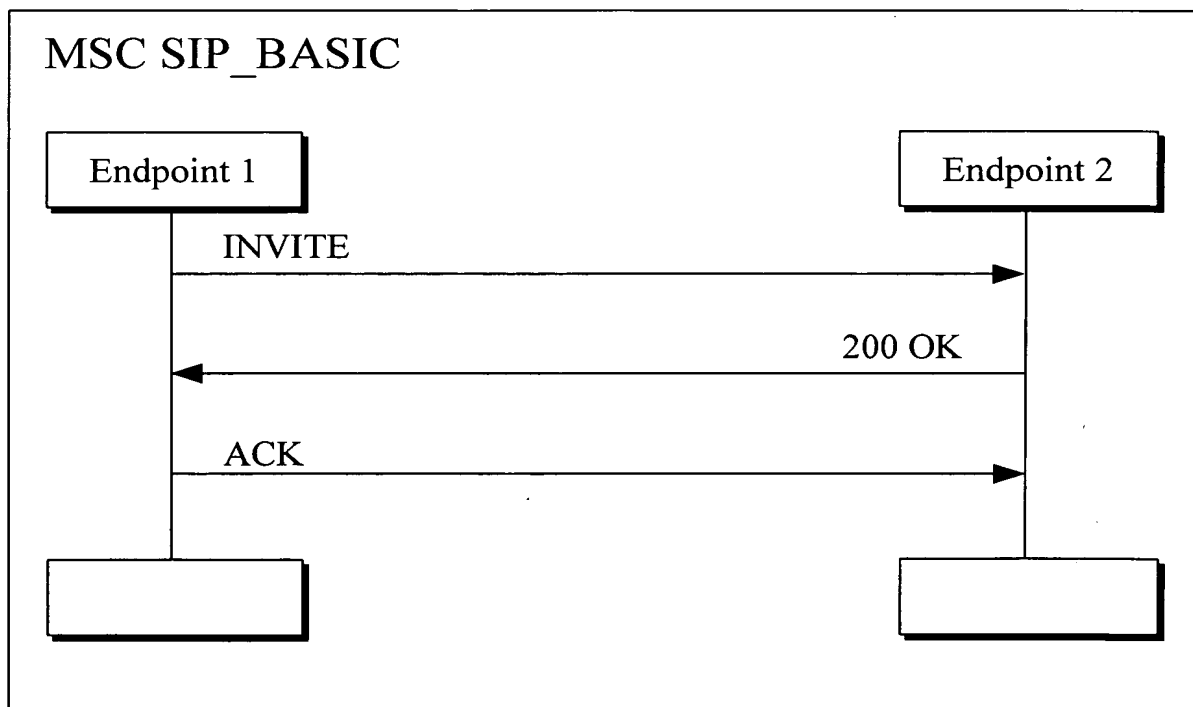 MSC SIP_BASIC
Endpoint 1
Endpoint 2
INVITE
200 OK
ACK